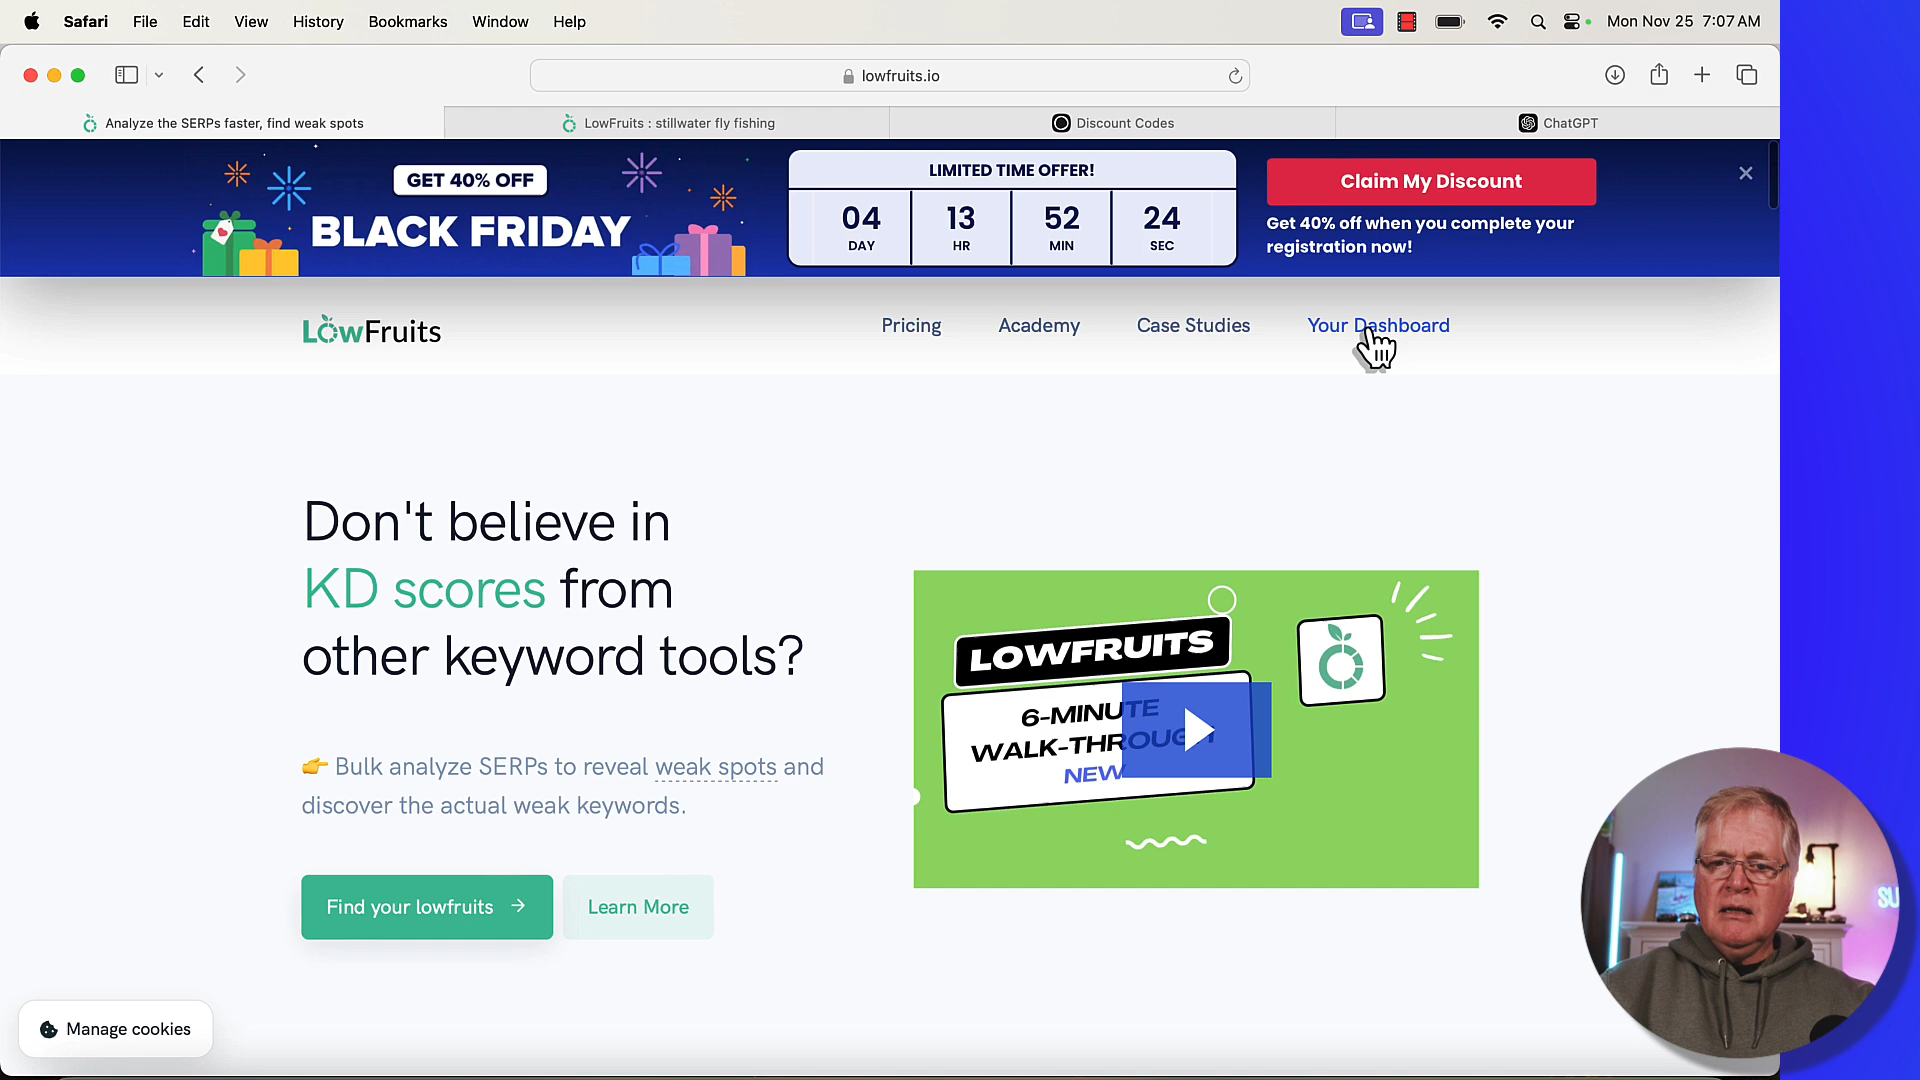 Safari File Edit View History Bookmarks Window Help Mon Nov 25 7:07 AM
lowfruits.io
Analyze the SERPs faster, find weak spots
LowFruits : stillwater fly fishing
Discount Codes
ChatGPT
GET 40% OFF
BLACK FRIDAY
LIMITED TIME OFFER!
04 13 52 24
DAY HR MIN SEC
Claim My Discount
Get 40% off when you complete your
registration now!
LowFruits
Pricing Academy Case Studies Your Dashboard
Don't believe in
KD scores from
other keyword tools?
👉 Bulk analyze SERPs to reveal weak spots and
discover the actual weak keywords.
Find your lowfruits →
Learn More
LOWFRUITS
6-MINUTE
WALK-THROUGH
NEW
SU
Manage cookies